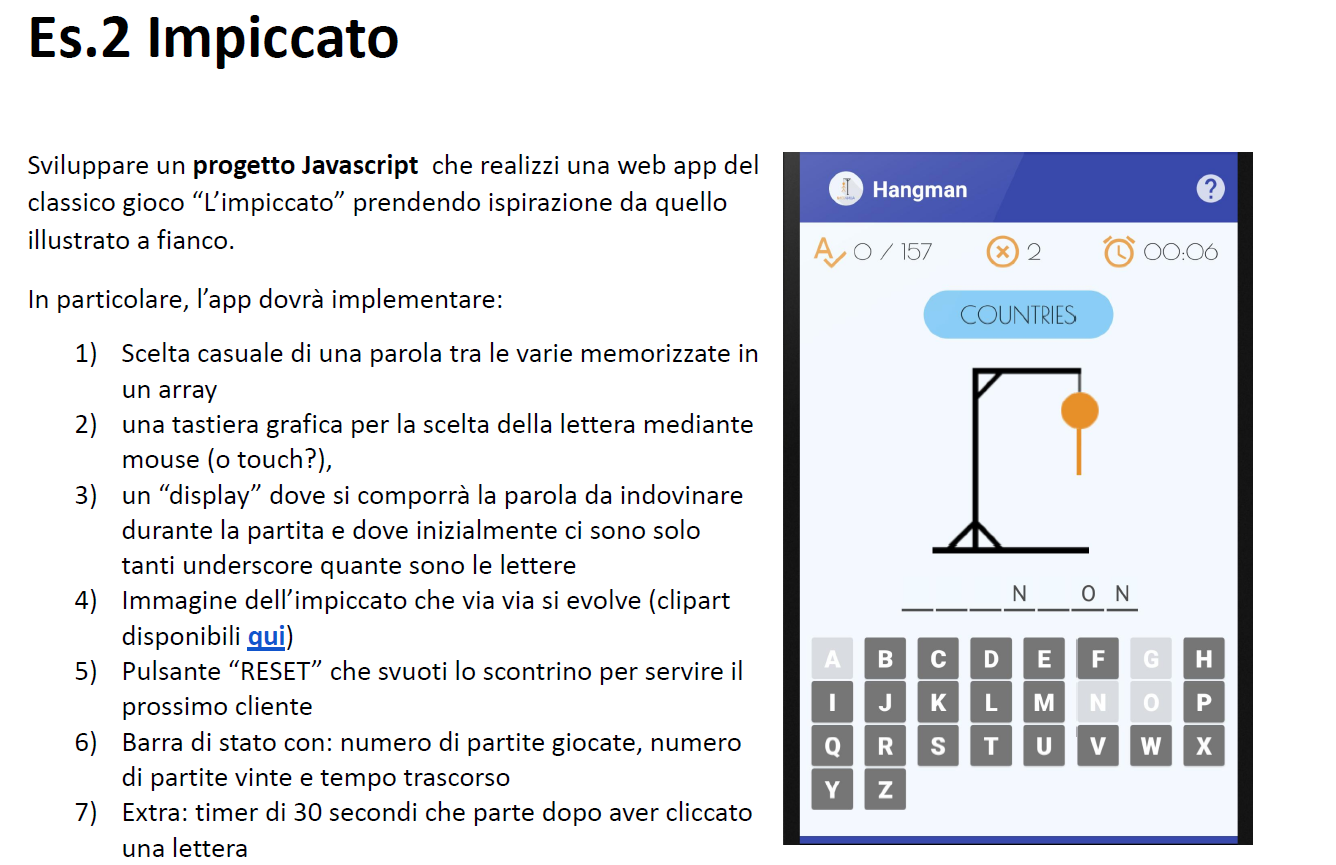 Es.2 Impiccato
Sviluppare un progetto Javascript che realizzi una web app del
classico gioco “L’impiccato” prendendo ispirazione da quello
illustrato a fianco.
In particolare, l’app dovrà implementare:
1) Scelta casuale di una parola tra le varie memorizzate in
un array
2) una tastiera grafica per la scelta della lettera mediante
mouse (o touch?),
3) un “display” dove si comporrà la parola da indovinare
durante la partita e dove inizialmente ci sono solo
tanti underscore quante sono le lettere
4) Immagine dell’impiccato che via via si evolve (clipart
disponibili qui)
5) Pulsante “RESET” che svuoti lo scontrino per servire il
prossimo cliente
6) Barra di stato con: numero di partite giocate, numero
di partite vinte e tempo trascorso
7) Extra: timer di 30 secondi che parte dopo aver cliccato
una lettera
Hangman ?
A 0 / 157 2 00:06
COUNTRIES
_ _ _ N _ O N
A B C D E F G H
I J K L M N O P
Q R S T U V W X
Y Z